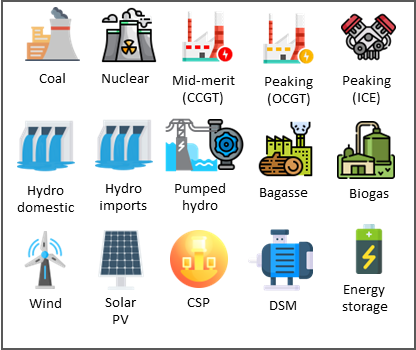 Coal
Nuclear
Mid-merit
(CCGT)
Peaking
(OCGT)
Peaking
(ICE)
Hydro
domestic
Hydro
imports
Pumped
hydro
Bagasse
Biogas
Wind
Solar
PV
CSP
DSM
Energy
storage